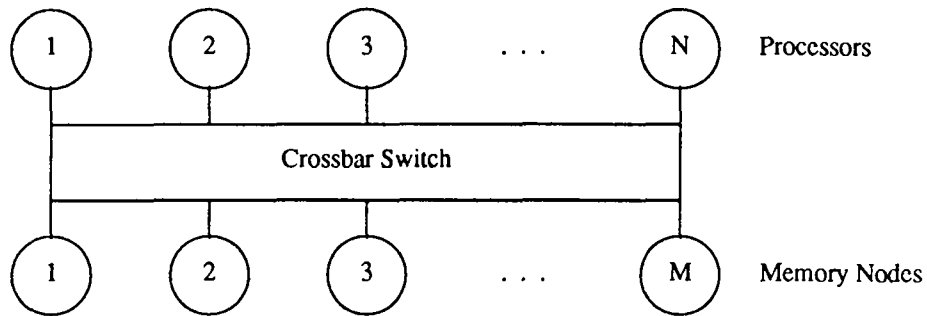 1 2 3 . . . N Processors
Crossbar Switch
1 2 3 . . . M Memory Nodes